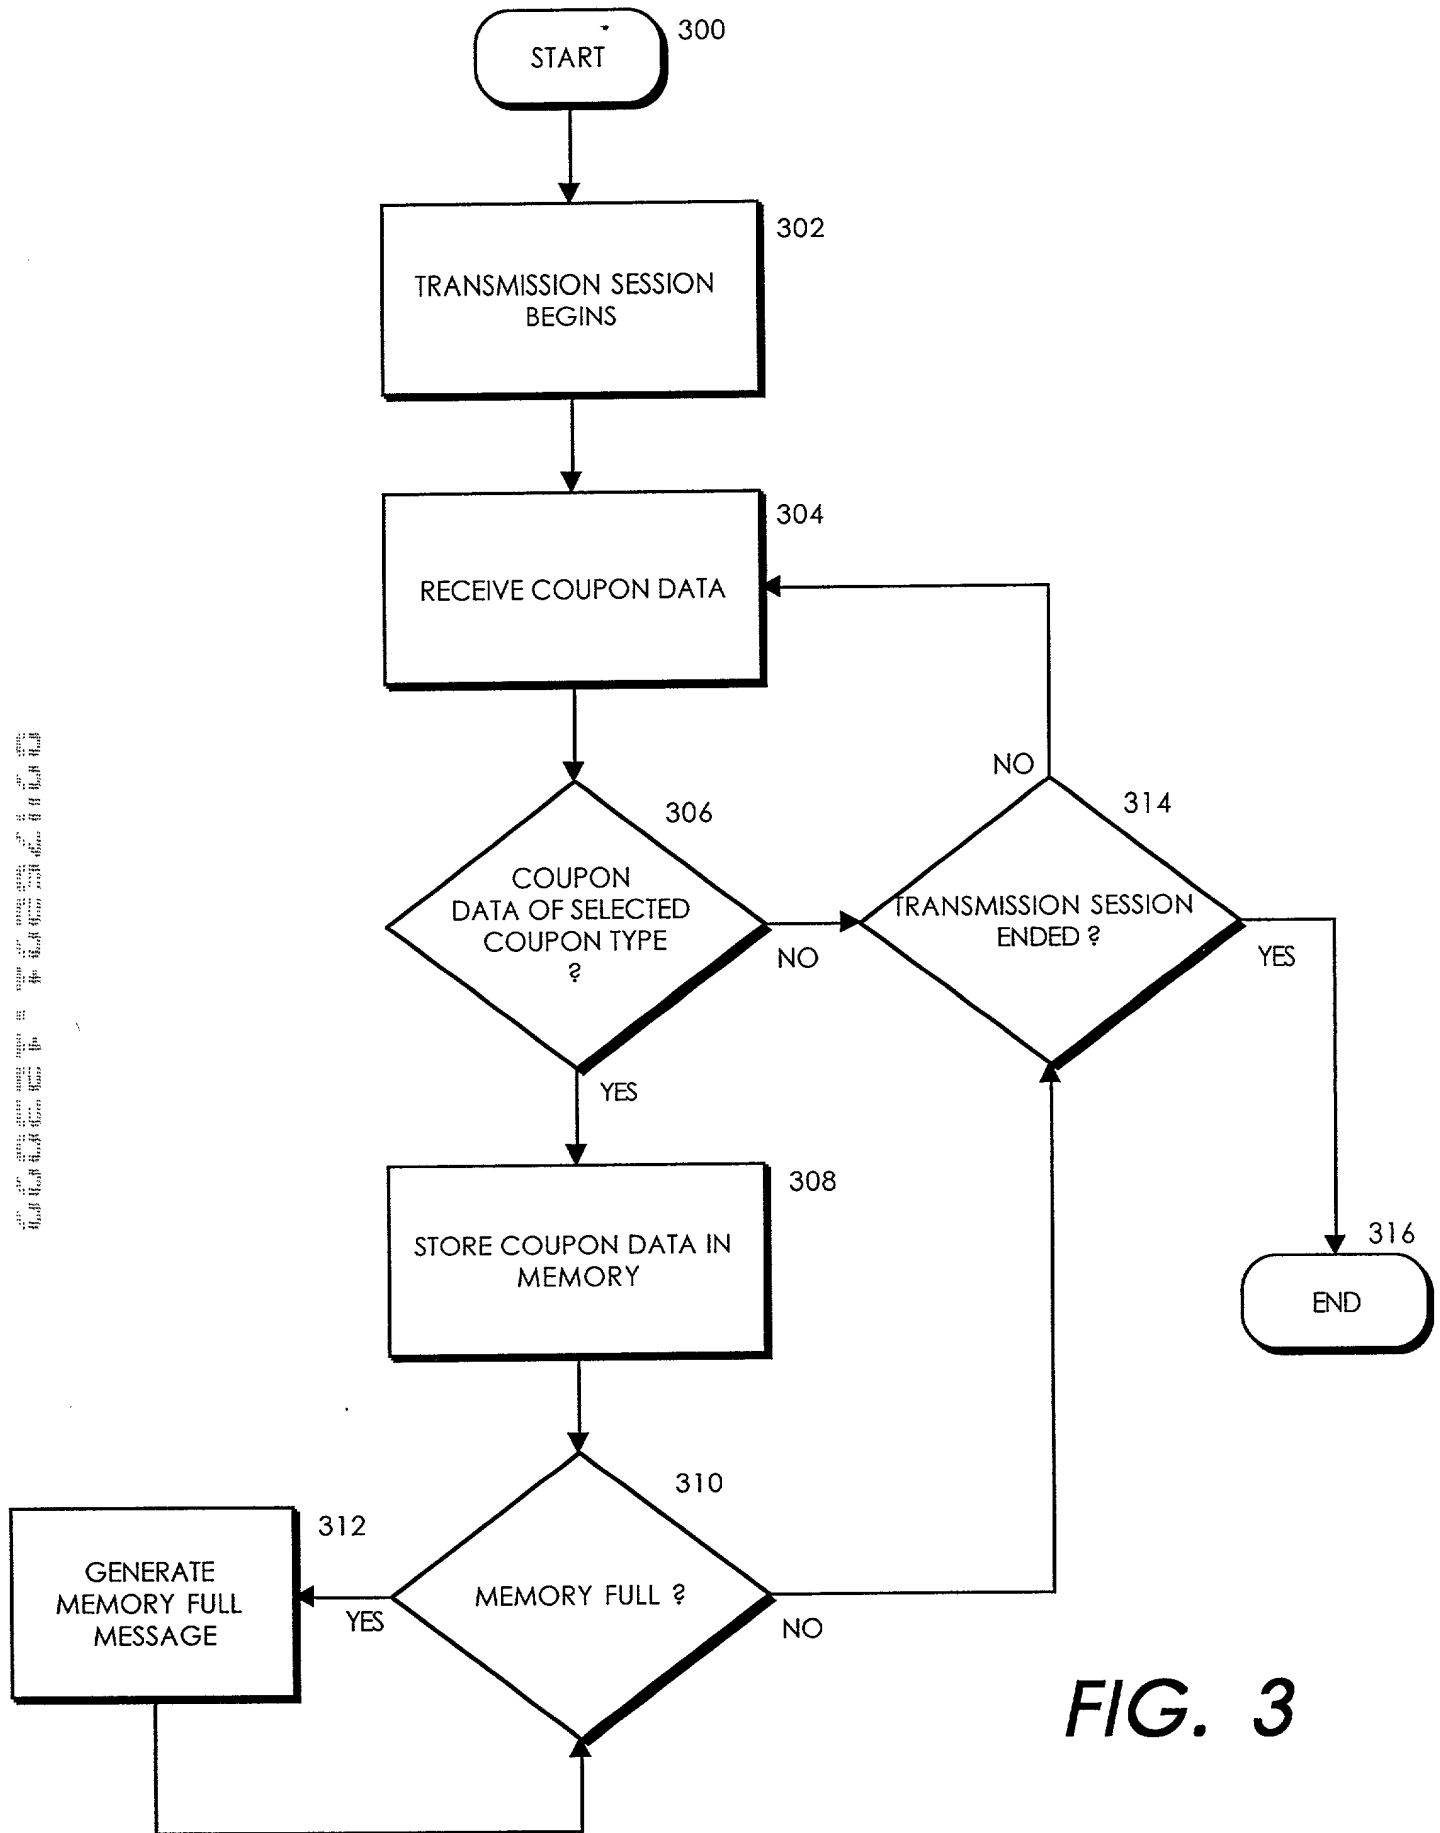 START
300
302
TRANSMISSION SESSION
BEGINS
304
RECEIVE COUPON DATA
306
COUPON
DATA OF SELECTED
COUPON TYPE
?
NO
YES
NO
314
TRANSMISSION SESSION
ENDED ?
YES
308
STORE COUPON DATA IN
MEMORY
316
END
310
MEMORY FULL ?
YES
NO
312
GENERATE
MEMORY FULL
MESSAGE
FIG. 3